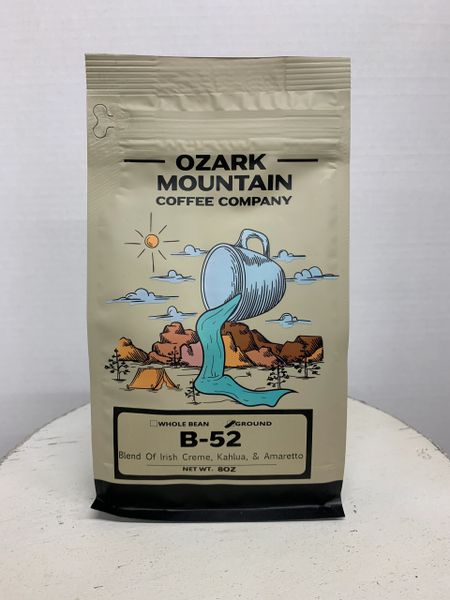 OZARK
MOUNTAIN
COFFEE COMPANY
WHOLE BEAN GROUND
B-52
Blend Of Irish Creme, Kahlua, & Amaretto
NET WT. 8OZ